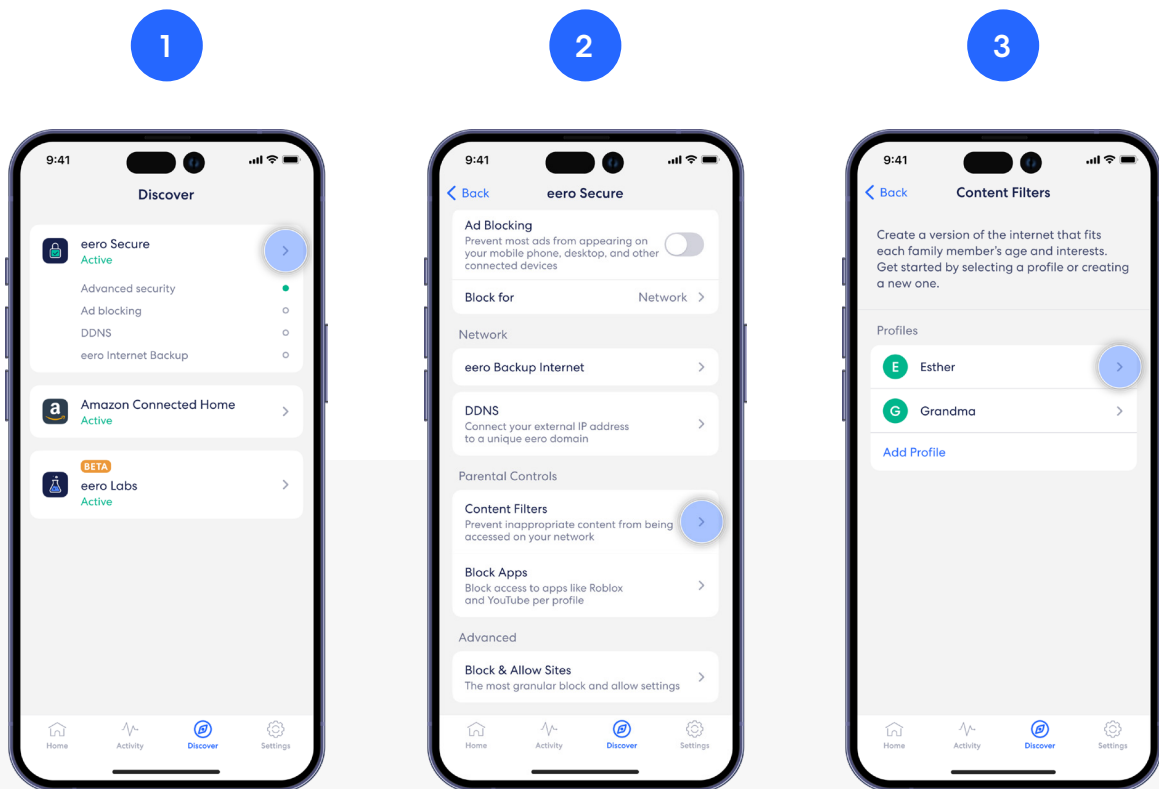 1
2
3
9:41
Discover
eero Secure
Active
Advanced security
Ad blocking
DDNS
eero Internet Backup
a
Amazon Connected Home
Active
BETA
eero Labs
Active
Home
Activity
Discover
Settings
9:41
Back
eero Secure
Ad Blocking
Prevent most ads from appearing on
your mobile phone, desktop, and other
connected devices
Block for
Network
Network
eero Backup Internet
DDNS
Connect your external IP address
to a unique eero domain
Parental Controls
Content Filters
Prevent inappropriate content from being
accessed on your network
Block Apps
Block access to apps like Roblox
and YouTube per profile
Advanced
Block & Allow Sites
The most granular block and allow settings
Home
Activity
Discover
Settings
9:41
Back
Content Filters
Create a version of the internet that fits
each family member's age and interests.
Get started by selecting a profile or creating
a new one.
Profiles
E
Esther
G
Grandma
Add Profile
Home
Activity
Discover
Settings